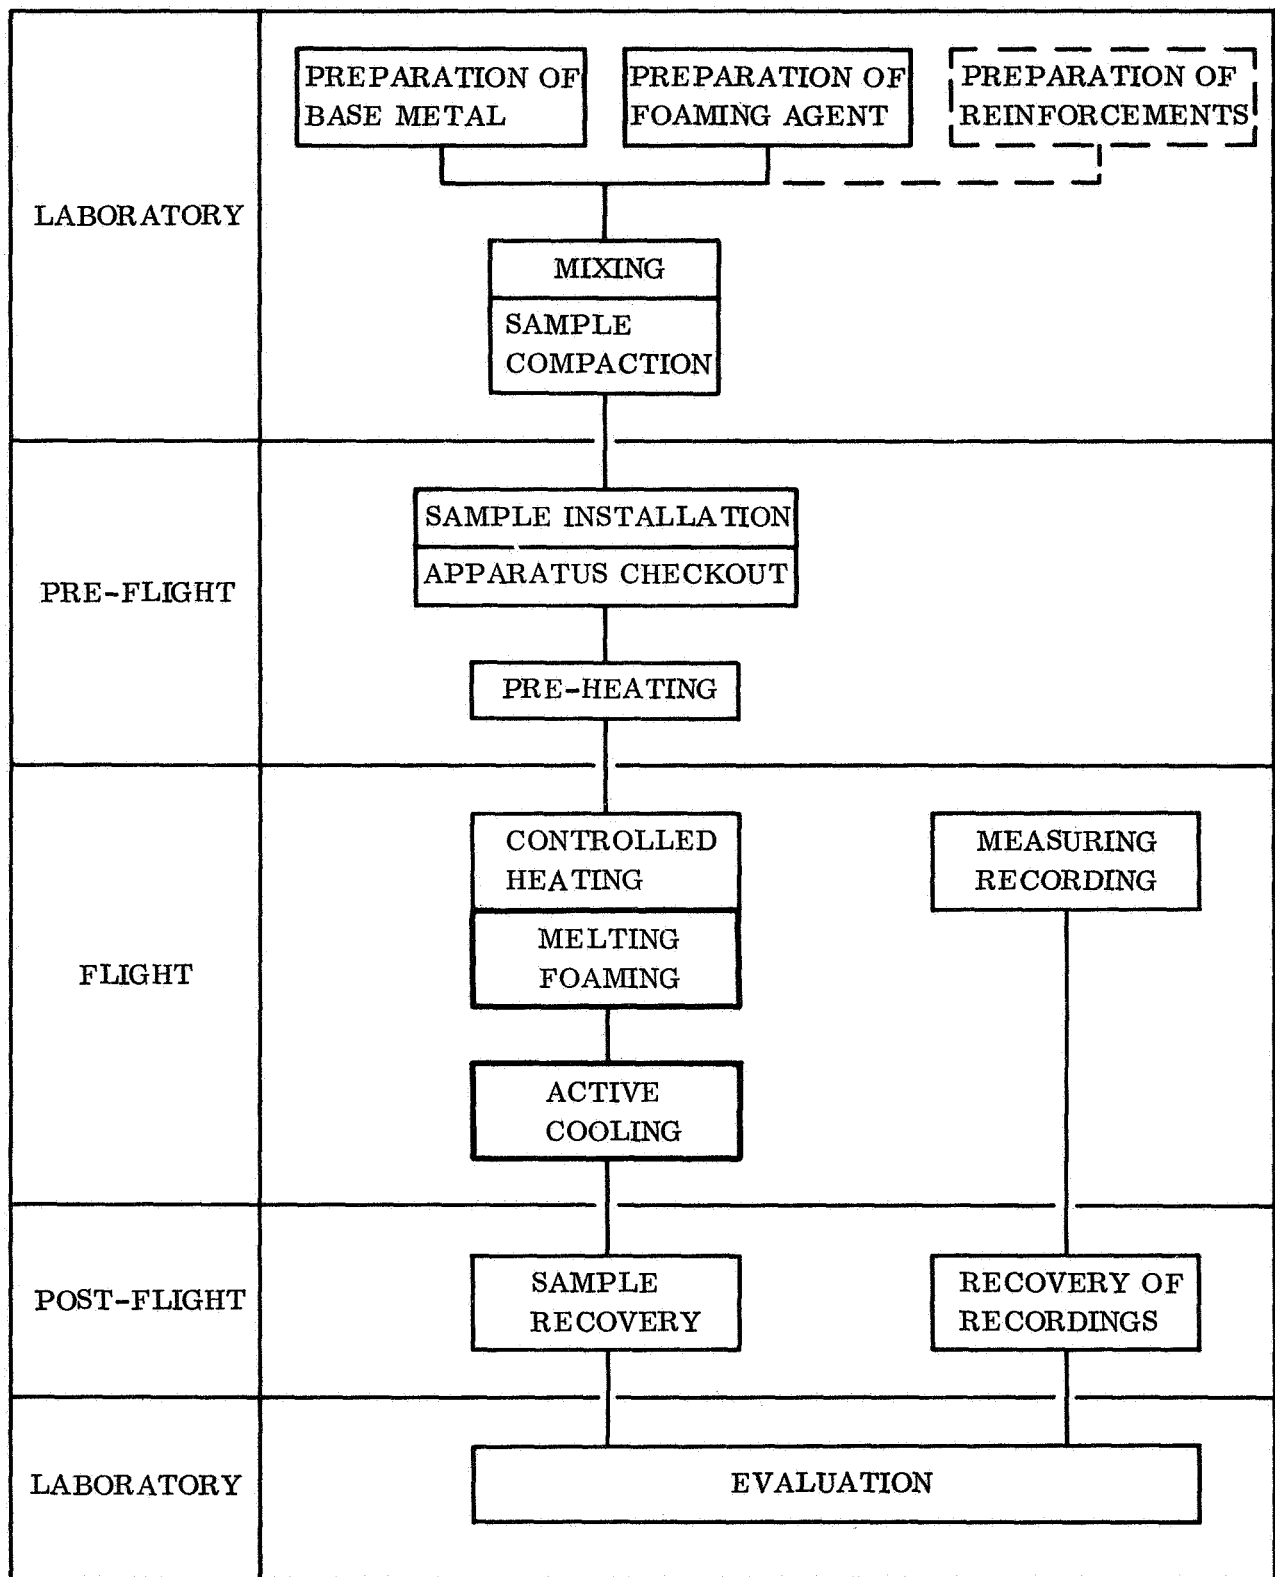 PREPARATION OF
BASE METAL
PREPARATION OF
FOAMING AGENT
PREPARATION OF
REINFORCEMENTS
LABORATORY
MIXING
SAMPLE
COMPACTION
SAMPLE INSTALLATION
APPARATUS CHECKOUT
PRE-FLIGHT
PRE-HEATING
CONTROLLED
HEATING
MEASURING
RECORDING
MELTING
FOAMING
FLIGHT
ACTIVE
COOLING
POST-FLIGHT
SAMPLE
RECOVERY
RECOVERY OF
RECORDINGS
LABORATORY
EVALUATION